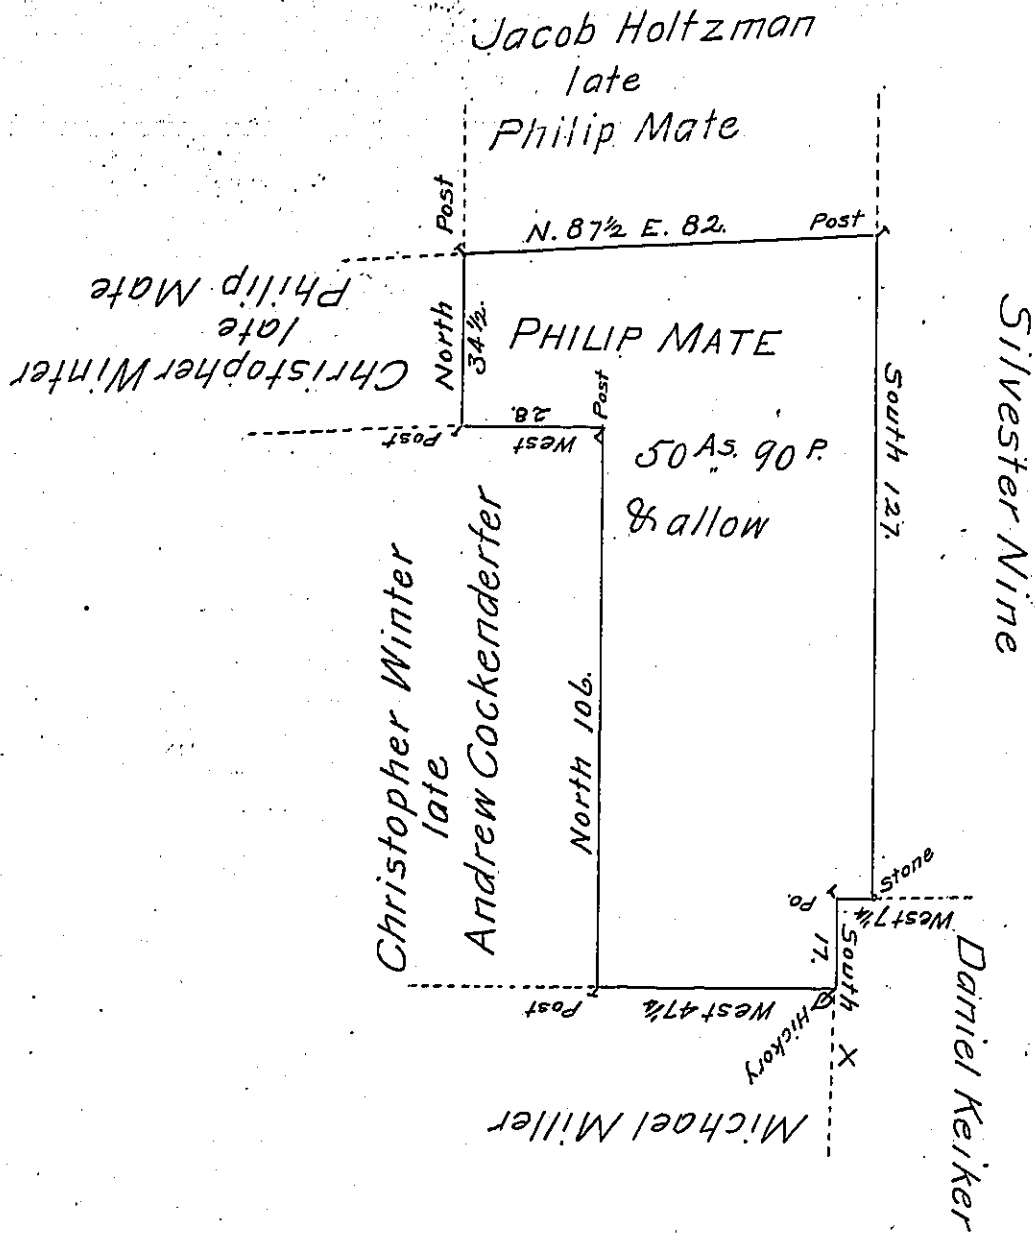 Jacob Holtzman
late
Philip Mate
Post
N. 87½ E. 82.
Post
Christopher Winter
late
Philip Mate
North
34½.
PHILIP MATE
Silvester Nine
South 127.
Post
West
28.
Post
50 As. 90 P.
& allow
Christopher Winter
late
Andrew Cockenderfer
North 106.
Stone
West 7¼
Po.
South
17.
Daniel Keiker
Hickory
X
West 47¼
Post
Michael Miller